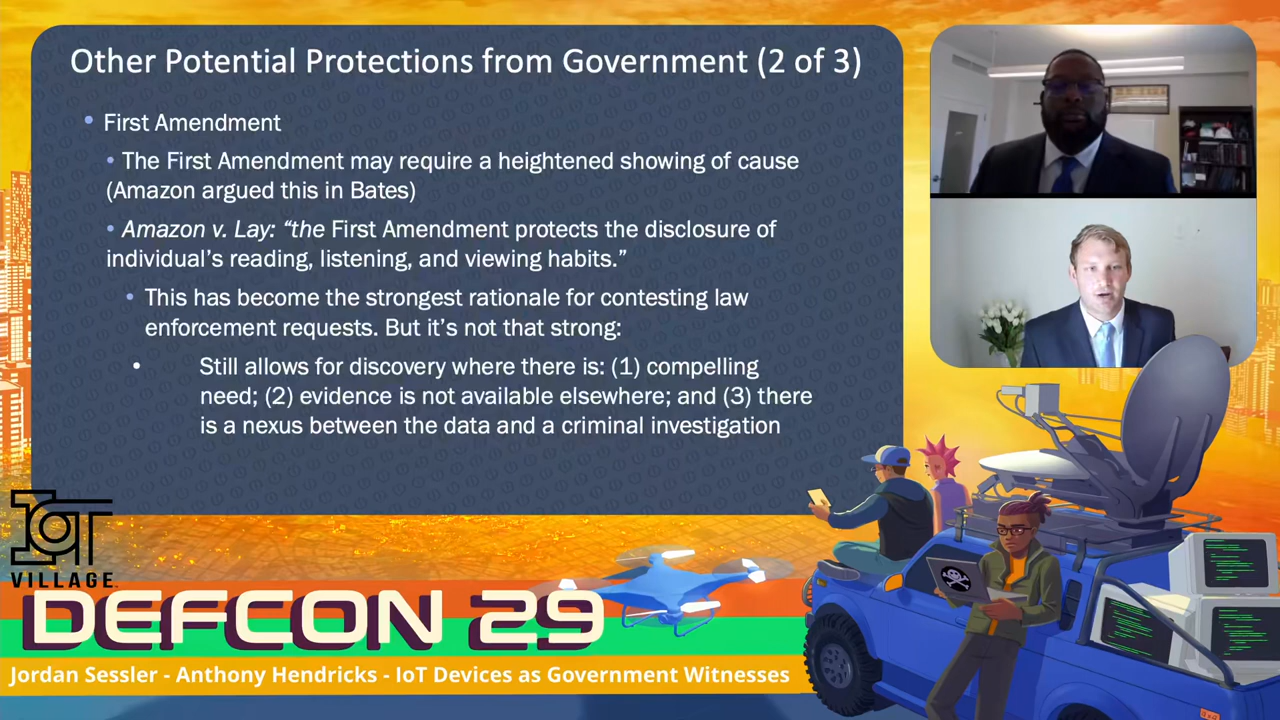 Other Potential Protections from Government (2 of 3)
• First Amendment
• The First Amendment may require a heightened showing of cause
(Amazon argued this in Bates)
• Amazon v. Lay: “the First Amendment protects the disclosure of
individual’s reading, listening, and viewing habits.”
• This has become the strongest rationale for contesting law
enforcement requests. But it’s not that strong:
• Still allows for discovery where there is: (1) compelling
need; (2) evidence is not available elsewhere; and (3) there
is a nexus between the data and a criminal investigation
IoT
VILLAGE
DEFCON 29
Jordan Sessler - Anthony Hendricks - IoT Devices as Government Witnesses